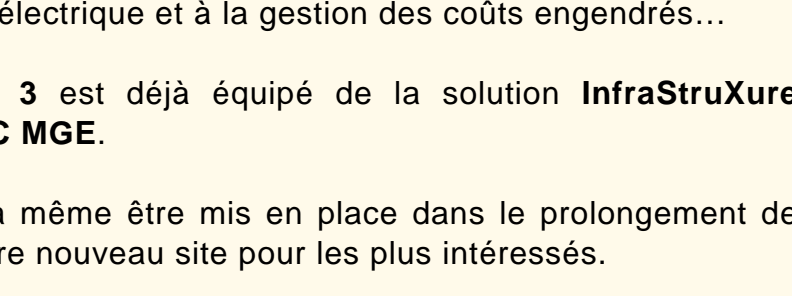 électrique et à la gestion des coûts engendrés…
3 est déjà équipé de la solution InfraStruXure
C MGE.
a même être mis en place dans le prolongement de
re nouveau site pour les plus intéressés.